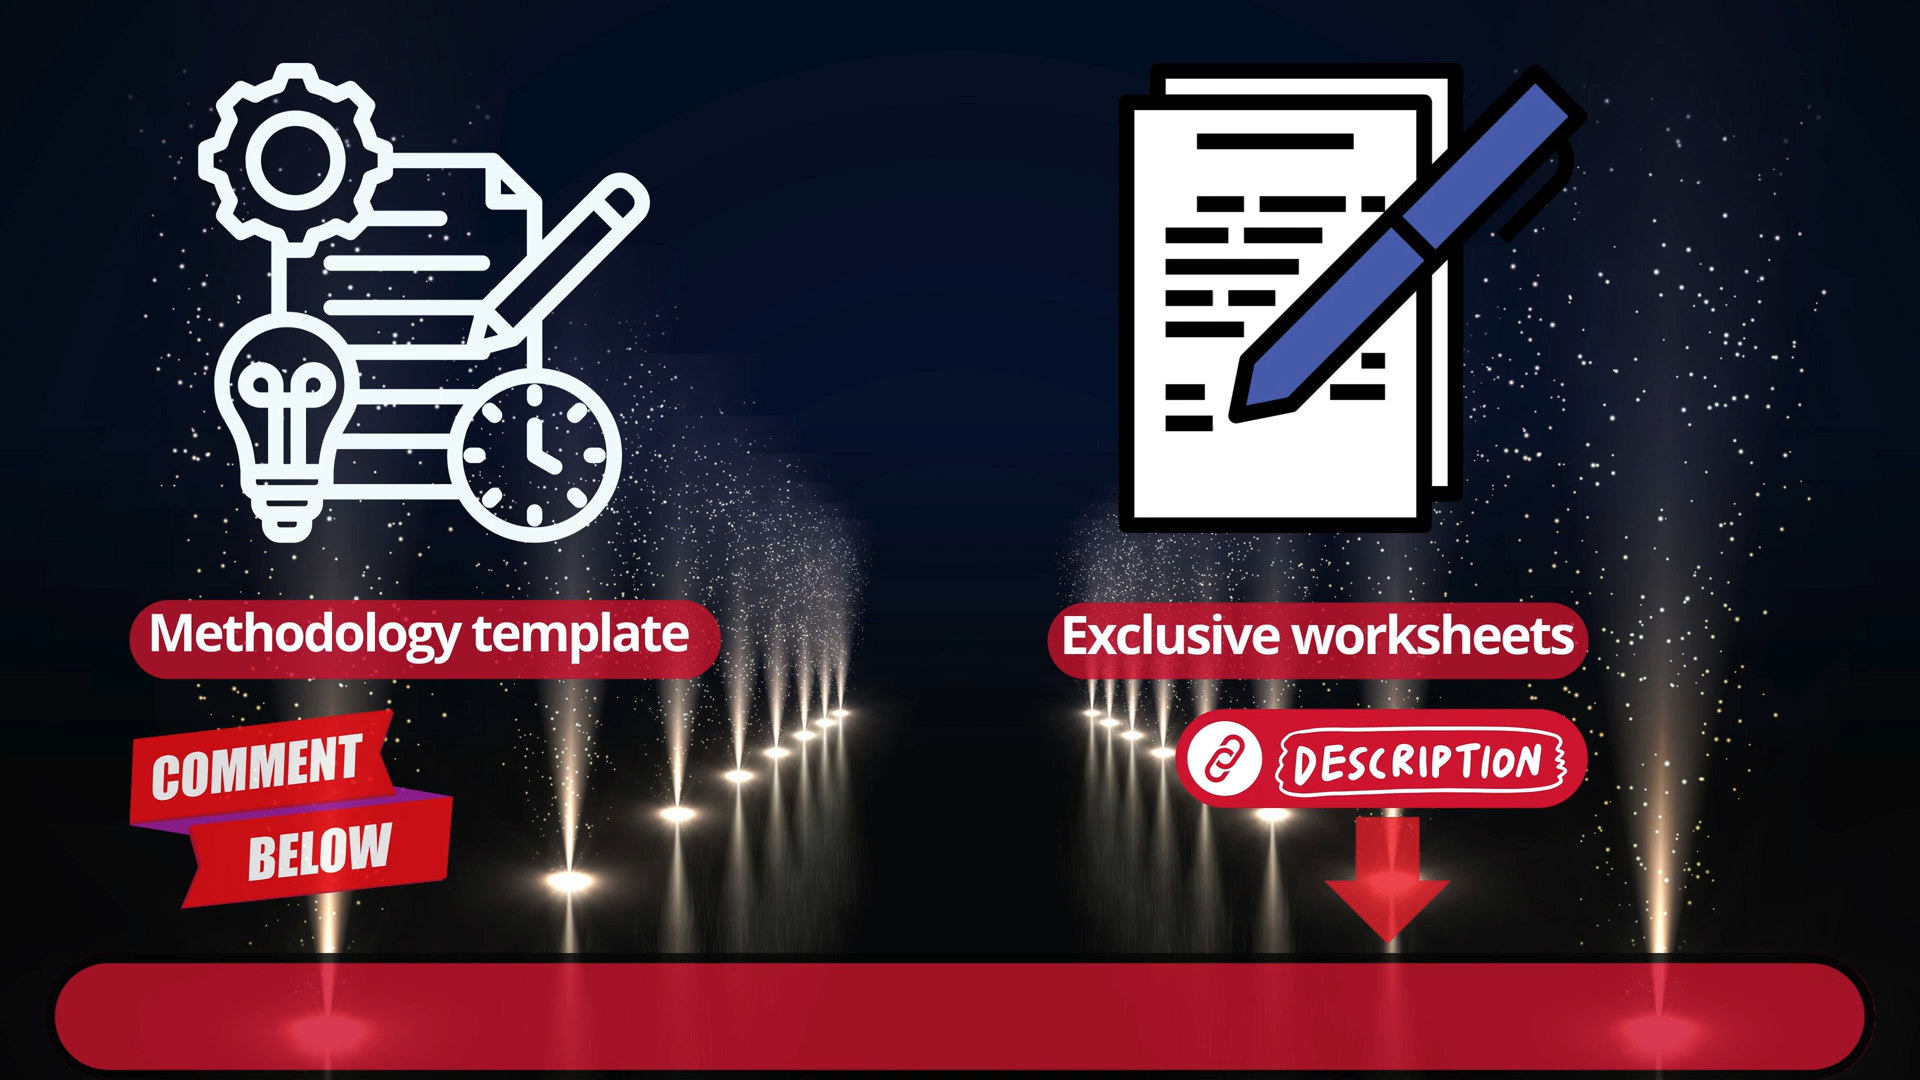 Methodology template
COMMENT
BELOW
Exclusive worksheets
DESCRIPTION